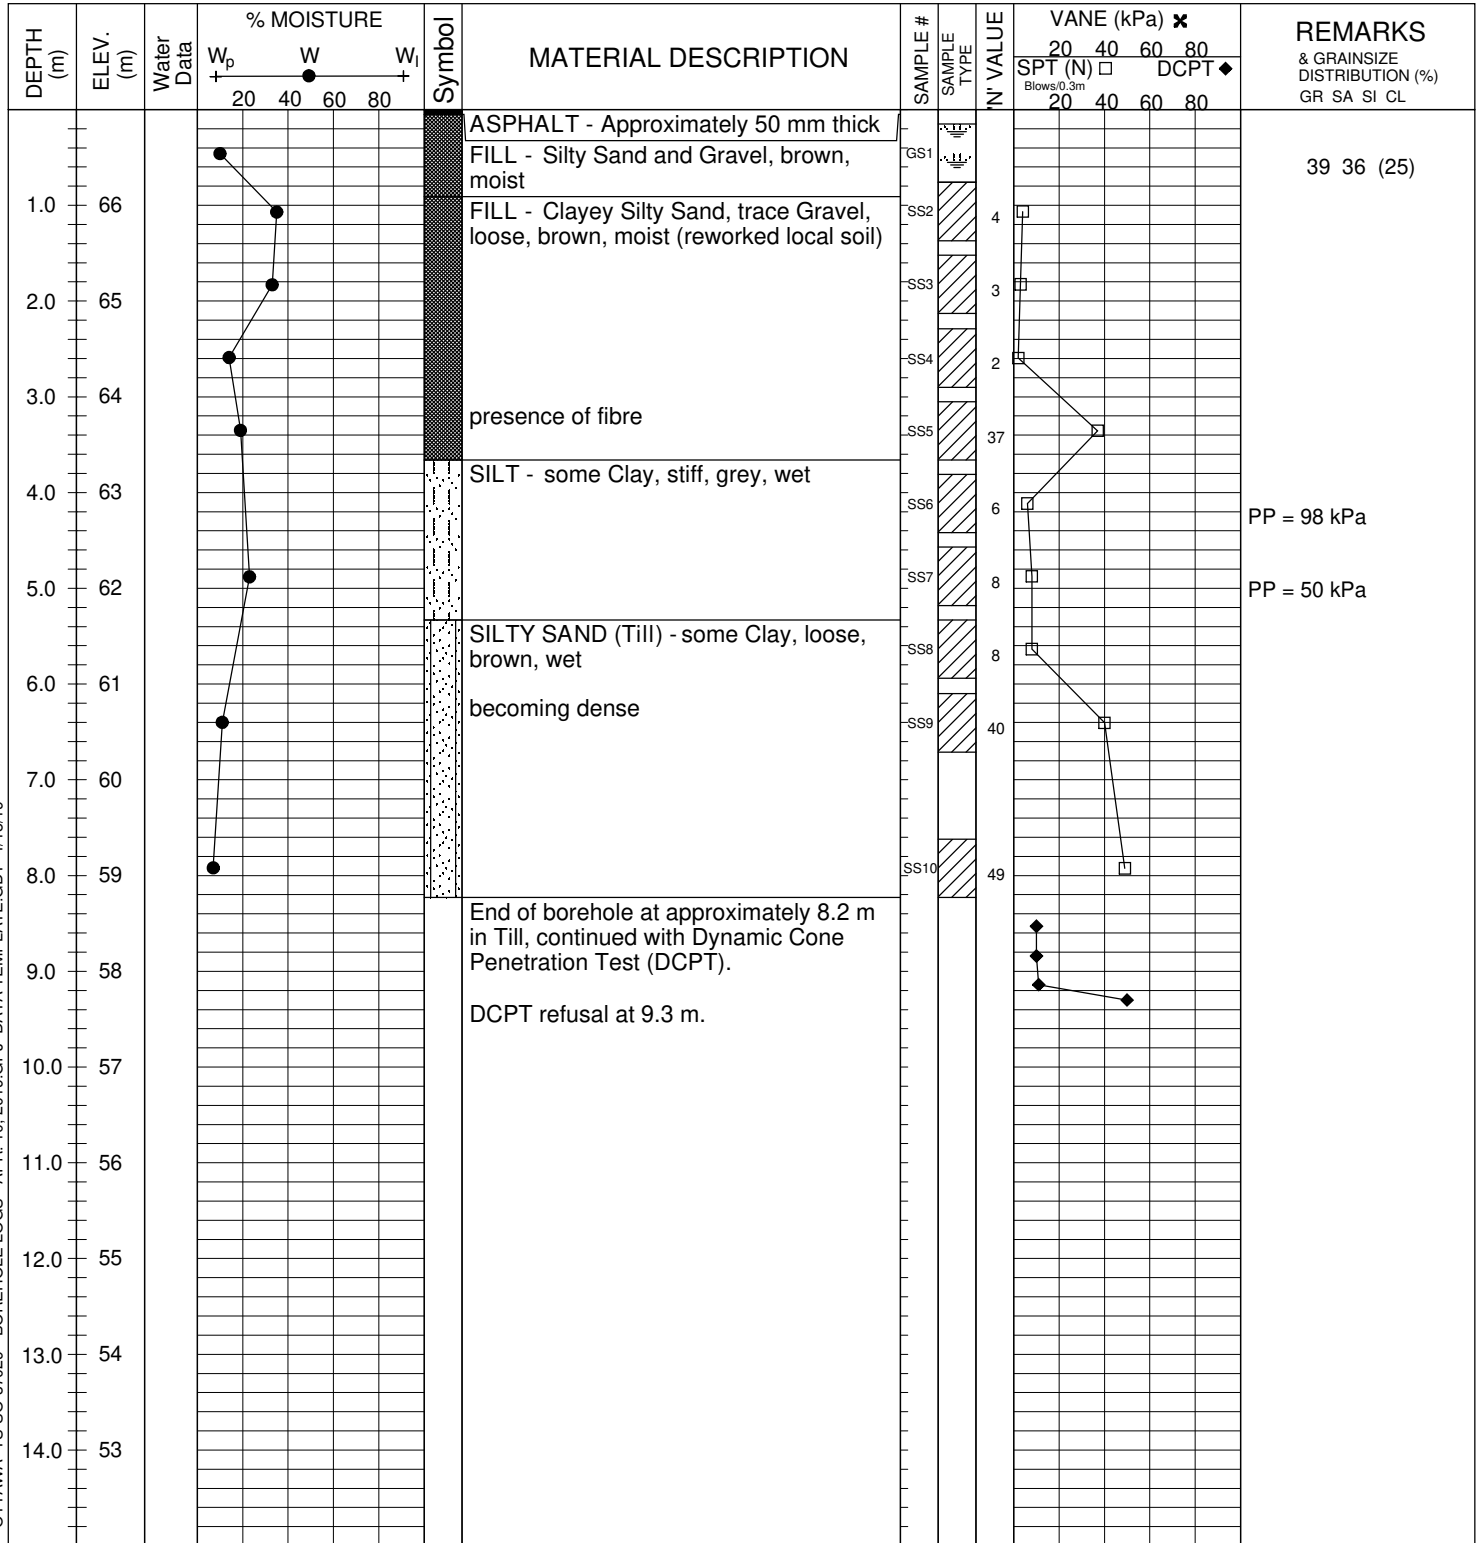 DEPTH (m)
ELEV. (m)
Water Data
% MOISTURE
Wp W Wl
20 40 60 80
Symbol
MATERIAL DESCRIPTION
SAMPLE #
SAMPLE TYPE
'N' VALUE
VANE (kPa)
20 40 60 80
SPT (N) DCPT
Blows/0.3m
20 40 60 80
REMARKS
& GRAINSIZE
DISTRIBUTION (%)
GR SA SI CL
ASPHALT - Approximately 50 mm thick
FILL - Silty Sand and Gravel, brown,
moist
GS1
39 36 (25)
1.0 66
FILL - Clayey Silty Sand, trace Gravel,
loose, brown, moist (reworked local soil)
SS2 4
2.0 65
SS3 3
SS4 2
3.0 64
presence of fibre
SS5 37
SILT - some Clay, stiff, grey, wet
4.0 63
SS6 6
PP = 98 kPa
5.0 62
SS7 8
PP = 50 kPa
SILTY SAND (Till) - some Clay, loose,
brown, wet
SS8 8
6.0 61
becoming dense
SS9 40
7.0 60
8.0 59
SS10 49
End of borehole at approximately 8.2 m
in Till, continued with Dynamic Cone
Penetration Test (DCPT).
9.0 58
DCPT refusal at 9.3 m.
10.0 57
11.0 56
12.0 55
13.0 54
14.0 53